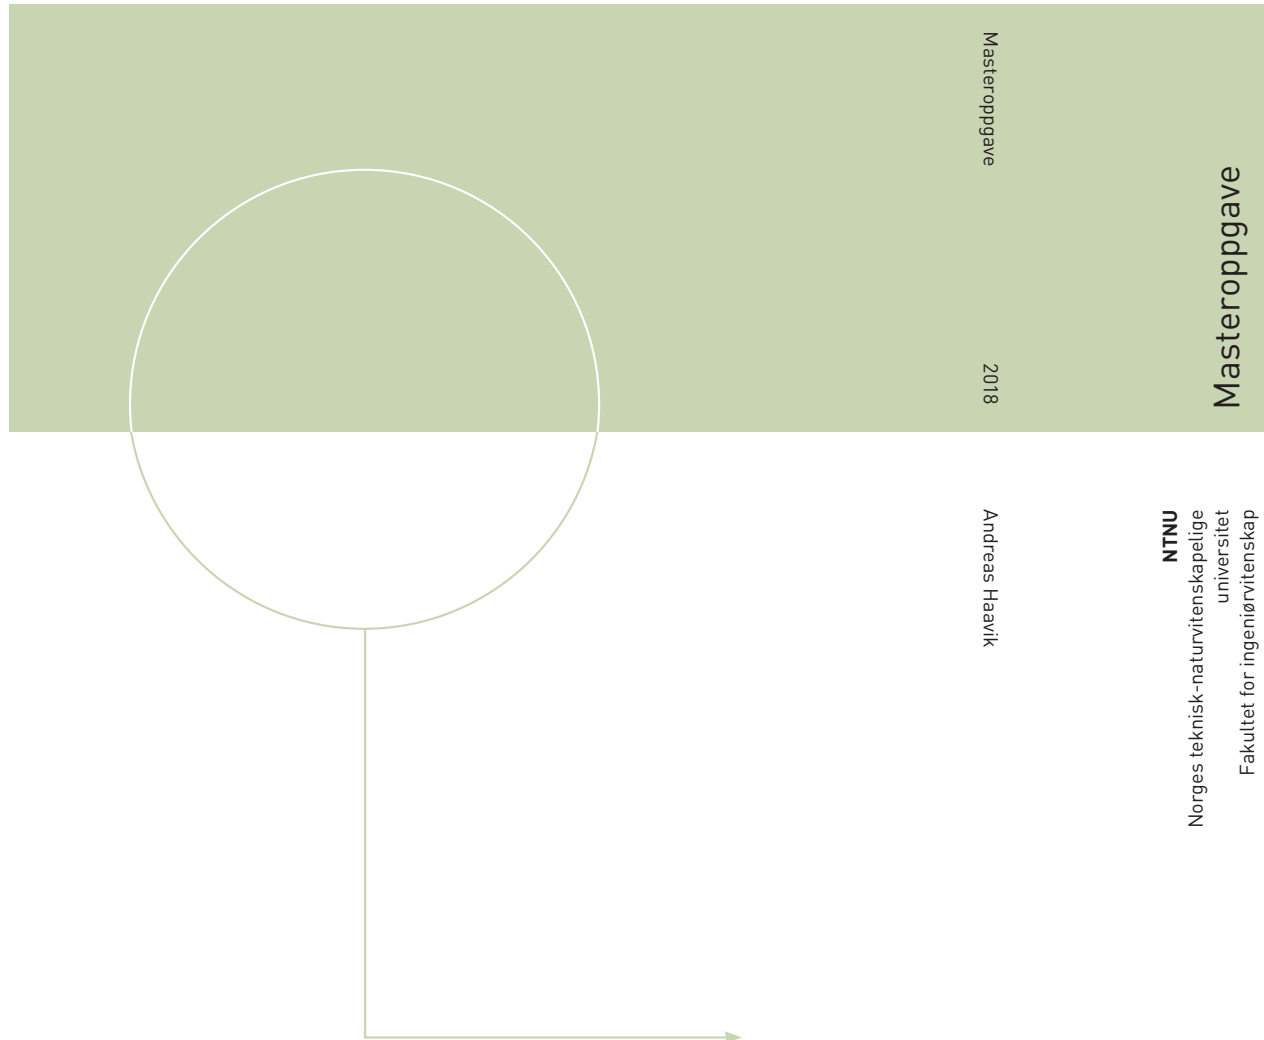 Masteroppgave
2018
Andreas Haavik
Masteroppgave
NTNU
Norges teknisk-naturvitenskapelige
universitet
Fakultet for ingeniørvitenskap